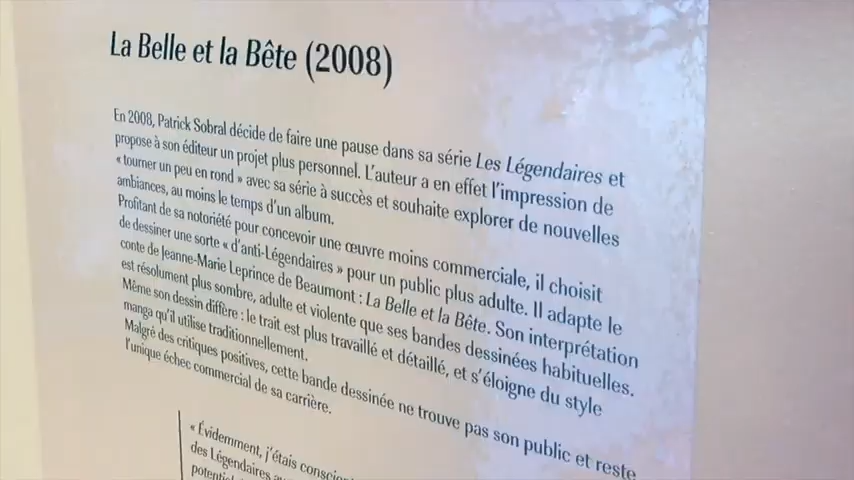 La Belle et la Bête (2008)
En 2008, Patrick Sobral décide de faire une pause dans sa série Les Légendaires et
propose à son éditeur un projet plus personnel. L'auteur a en effet l'impression de
« tourner un peu en rond » avec sa série à succès et souhaite explorer de nouvelles
ambiances, au moins le temps d'un album.
Profitant de sa notoriété pour concevoir une œuvre moins commerciale, il choisit
de dessiner une sorte « d'anti-Légendaires » pour un public plus adulte. Il adapte le
conte de Jeanne-Marie Leprince de Beaumont : La Belle et la Bête. Son interprétation
est résolument plus sombre, adulte et violente que ses bandes dessinées habituelles.
Même son dessin diffère : le trait est plus travaillé et détaillé, et s'éloigne du style
manga qu'il utilise traditionnellement.
Malgré des critiques positives, cette bande dessinée ne trouve pas son public et reste
l'unique échec commercial de sa carrière.
« Évidemment, j'étais
des Légendaires